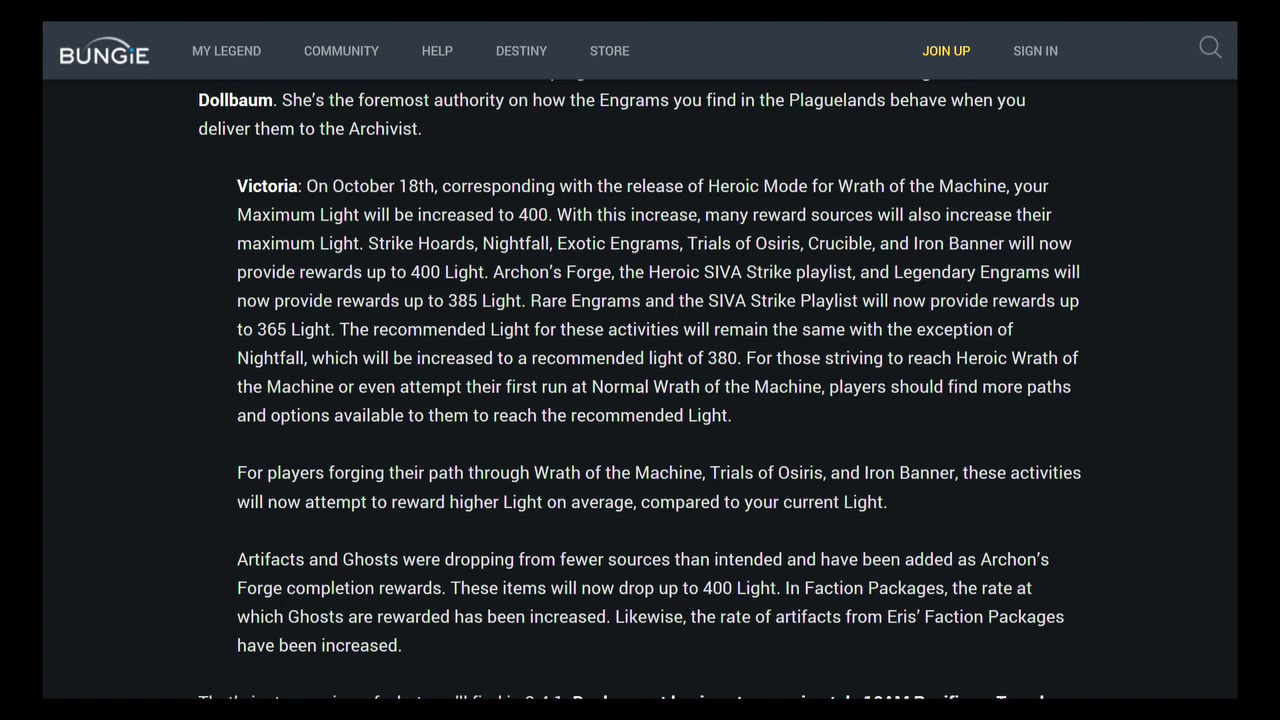 BUNGiE MY LEGEND COMMUNITY HELP DESTINY STORE JOIN UP SIGN IN
Dollbaum. She’s the foremost authority on how the Engrams you find in the Plaguelands behave when you
deliver them to the Archivist.
Victoria: On October 18th, corresponding with the release of Heroic Mode for Wrath of the Machine, your
Maximum Light will be increased to 400. With this increase, many reward sources will also increase their
maximum Light. Strike Hoards, Nightfall, Exotic Engrams, Trials of Osiris, Crucible, and Iron Banner will now
provide rewards up to 400 Light. Archon’s Forge, the Heroic SIVA Strike playlist, and Legendary Engrams will
now provide rewards up to 385 Light. Rare Engrams and the SIVA Strike Playlist will now provide rewards up
to 365 Light. The recommended Light for these activities will remain the same with the exception of
Nightfall, which will be increased to a recommended light of 380. For those striving to reach Heroic Wrath of
the Machine or even attempt their first run at Normal Wrath of the Machine, players should find more paths
and options available to them to reach the recommended Light.
For players forging their path through Wrath of the Machine, Trials of Osiris, and Iron Banner, these activities
will now attempt to reward higher Light on average, compared to your current Light.
Artifacts and Ghosts were dropping from fewer sources than intended and have been added as Archon’s
Forge completion rewards. These items will now drop up to 400 Light. In Faction Packages, the rate at
which Ghosts are rewarded has been increased. Likewise, the rate of artifacts from Eris’ Faction Packages
have been increased.